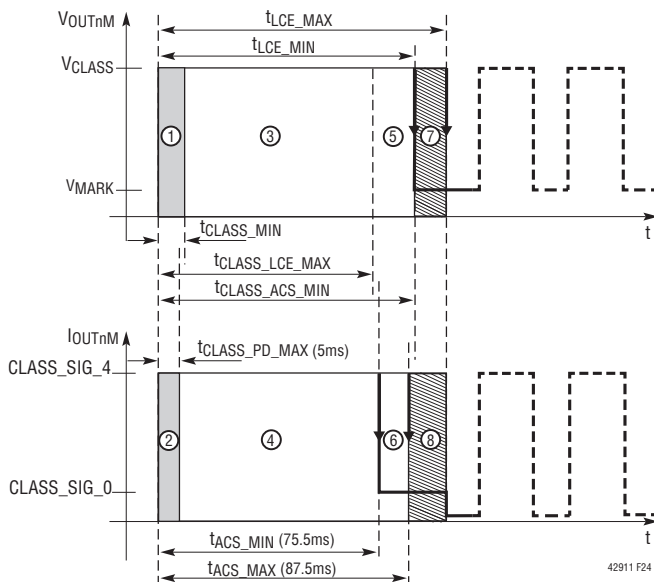 VOUTnM
tLCE_MAX
tLCE_MIN
VCLASS
1
3
5
7
VMARK
t
tCLASS_MIN
tCLASS_LCE_MAX
tCLASS_ACS_MIN
IOUTnM
tCLASS_PD_MAX (5ms)
CLASS_SIG_4
2
4
6
8
CLASS_SIG_0
t
tACS_MIN (75.5ms)
tACS_MAX (87.5ms)
42911 F24